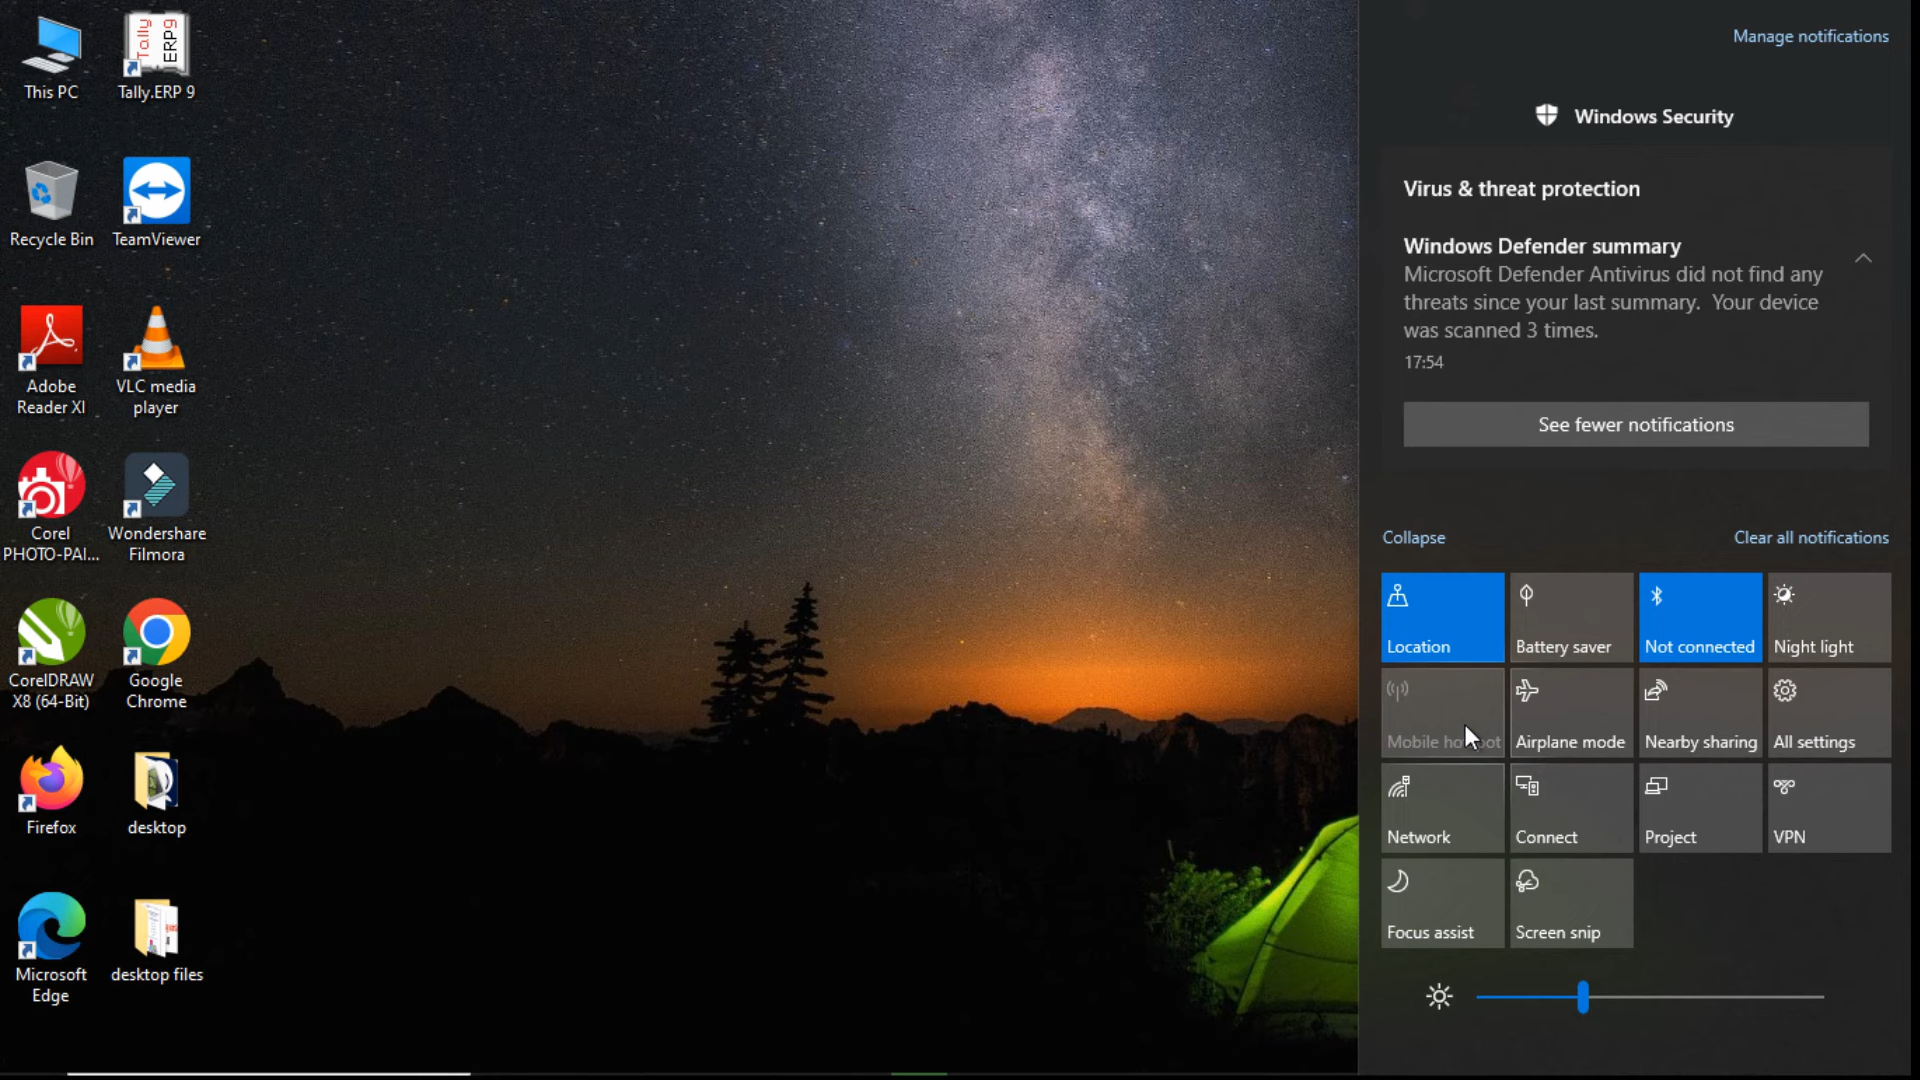 This PC
Tally.ERP 9
Tally
ERP9
Recycle Bin
TeamViewer
Adobe
Reader XI
VLC media
player
Corel
PHOTO-PAI...
Wondershare
Filmora
CorelDRAW
X8 (64-Bit)
Google
Chrome
Firefox
desktop
Microsoft
Edge
desktop files
Manage notifications
Windows Security
Virus & threat protection
Windows Defender summary
Microsoft Defender Antivirus did not find any
threats since your last summary. Your device
was scanned 3 times.
17:54
See fewer notifications
Collapse
Clear all notifications
Location
Battery saver
Not connected
Night light
Mobile hotspot
Airplane mode
Nearby sharing
All settings
Network
Connect
Project
VPN
Focus assist
Screen snip